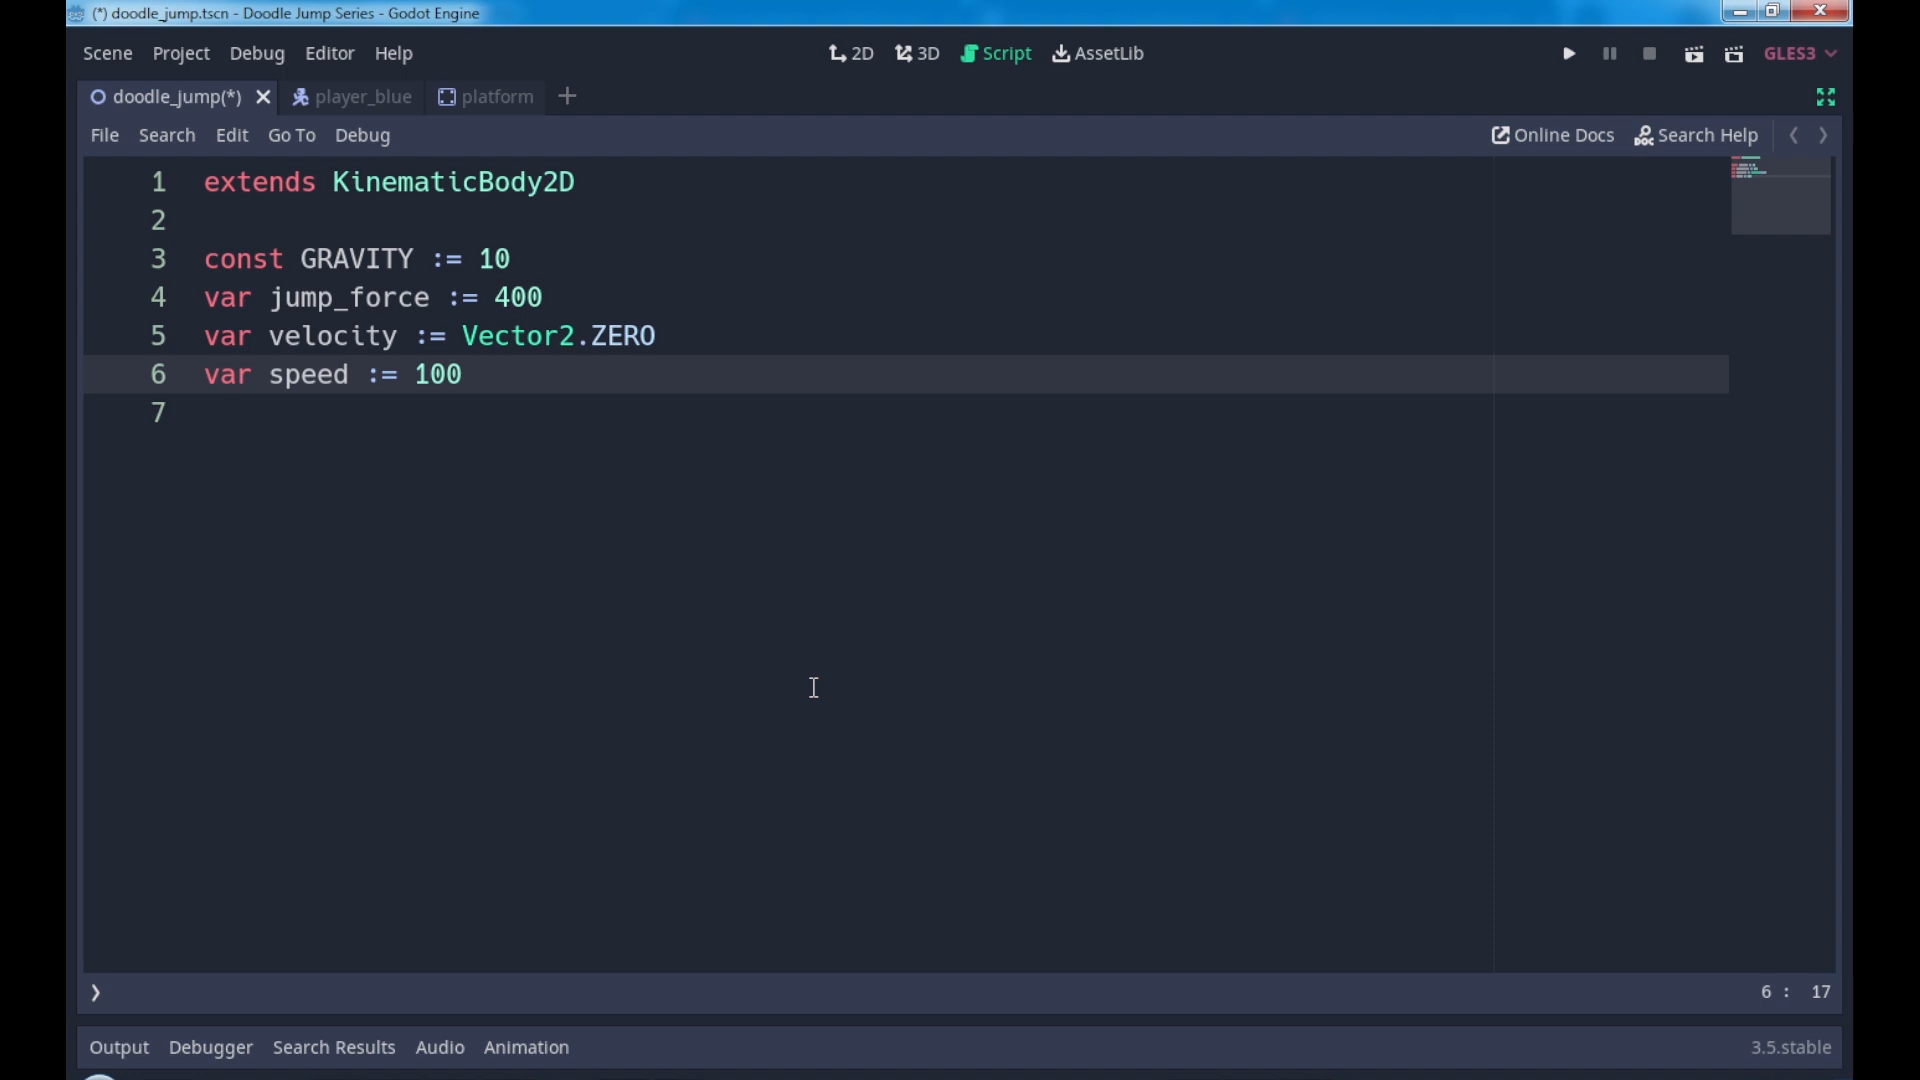 (*) doodle_jump.tscn - Doodle Jump Series - Godot Engine
Scene Project Debug Editor Help 2D 3D Script AssetLib GLES3
doodle_jump(*) player_blue platform
File Search Edit Go To Debug Online Docs Search Help
1 extends KinematicBody2D
2
3 const GRAVITY := 10
4 var jump_force := 400
5 var velocity := Vector2.ZERO
6 var speed := 100
7
6 : 17
Output Debugger Search Results Audio Animation 3.5.stable